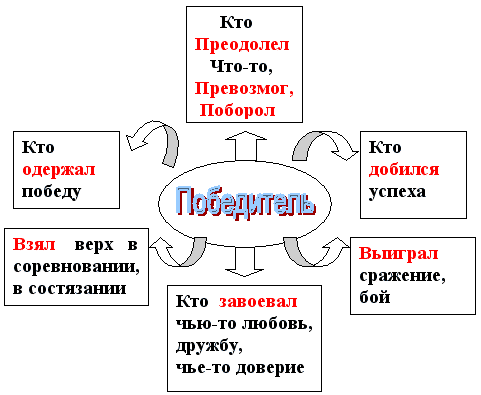 Кто
Преодолел
Что-то,
Превозмог,
Поборол
Кто
одержал
победу
Кто
добился
успеха
Победитель
Взял верх в
соревновании,
в состязании
Выиграл
сражение,
бой
Кто завоевал
чью-то любовь,
дружбу,
чье-то доверие